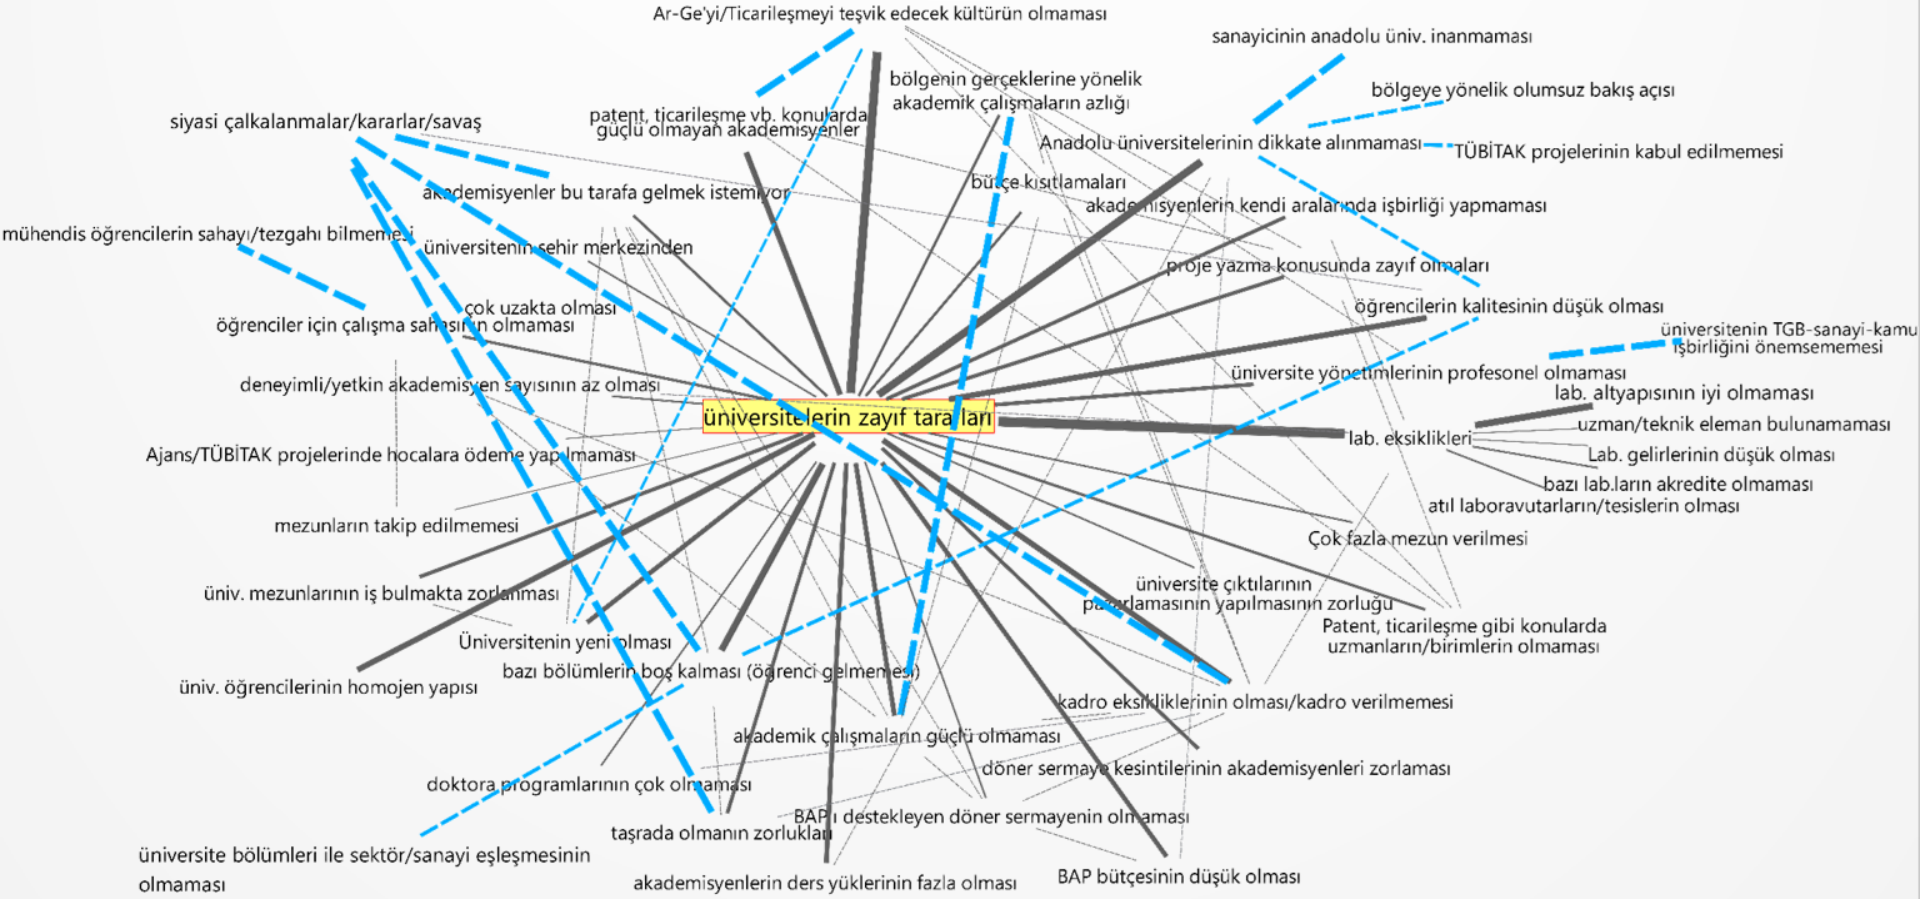 Ar-Ge'yi/Ticarileşmeyi teşvik edecek kültürün olmaması
sanayicinin anadolu üniv. inanmaması
bölgenin gerçeklerine yönelik
akademik çalışmaların azlığı
bölgeye yönelik olumsuz bakış açısı
siyasi çalkalanmalar/kararlar/savaş
patent, ticarileşme vb. konularda
güçlü olmayan akademisyenler
Anadolu üniversitelerinin dikkate alınmaması
TÜBİTAK projelerinin kabul edilmemesi
akademisyenler bu tarafa gelmek istemiyor
bütçe kısıtlamaları
akademisyenlerin kendi aralarında işbirliği yapmaması
mühendis öğrencilerin sahayı/tezgahı bilmemesi
üniversitenin şehir merkezinden
çok uzakta olması
proje yazma konusunda zayıf olmaları
öğrencilerin kalitesinin düşük olması
öğrenciler için çalışma sahasının olmaması
üniversitenin TGB-sanayi-kamu
işbirliğini önemsememesi
üniversite yönetimlerinin profesonel olmaması
deneyimli/yetkin akademisyen sayısının az olması
lab. altyapısının iyi olmaması
üniversitelerin zayıf tarafları
uzman/teknik eleman bulunamaması
lab. eksiklikleri
Lab. gelirlerinin düşük olması
Ajans/TÜBİTAK projelerinde hocalara ödeme yapılmaması
bazı lab.ların akredite olmaması
atıl laboravutarların/tesislerin olması
mezunların takip edilmemesi
Çok fazla mezun verilmesi
üniv. mezunlarının iş bulmakta zorlanması
üniversite çıktılarının
pazarlamasının yapılmasının zorluğu
Patent, ticarileşme gibi konularda
uzmanların/birimlerin olmaması
Üniversitenin yeni olması
bazı bölümlerin boş kalması (öğrenci gelmemesi)
üniv. öğrencilerinin homojen yapısı
kadro eksikliklerinin olması/kadro verilmemesi
akademik çalışmaların güçlü olmaması
döner sermaye kesintilerinin akademisyenleri zorlaması
doktora programlarının çok olmaması
BAP'ı destekleyen döner sermayenin olmaması
taşrada olmanın zorlukları
üniversite bölümleri ile sektör/sanayi eşleşmesinin
olmaması
akademisyenlerin ders yüklerinin fazla olması
BAP bütçesinin düşük olması